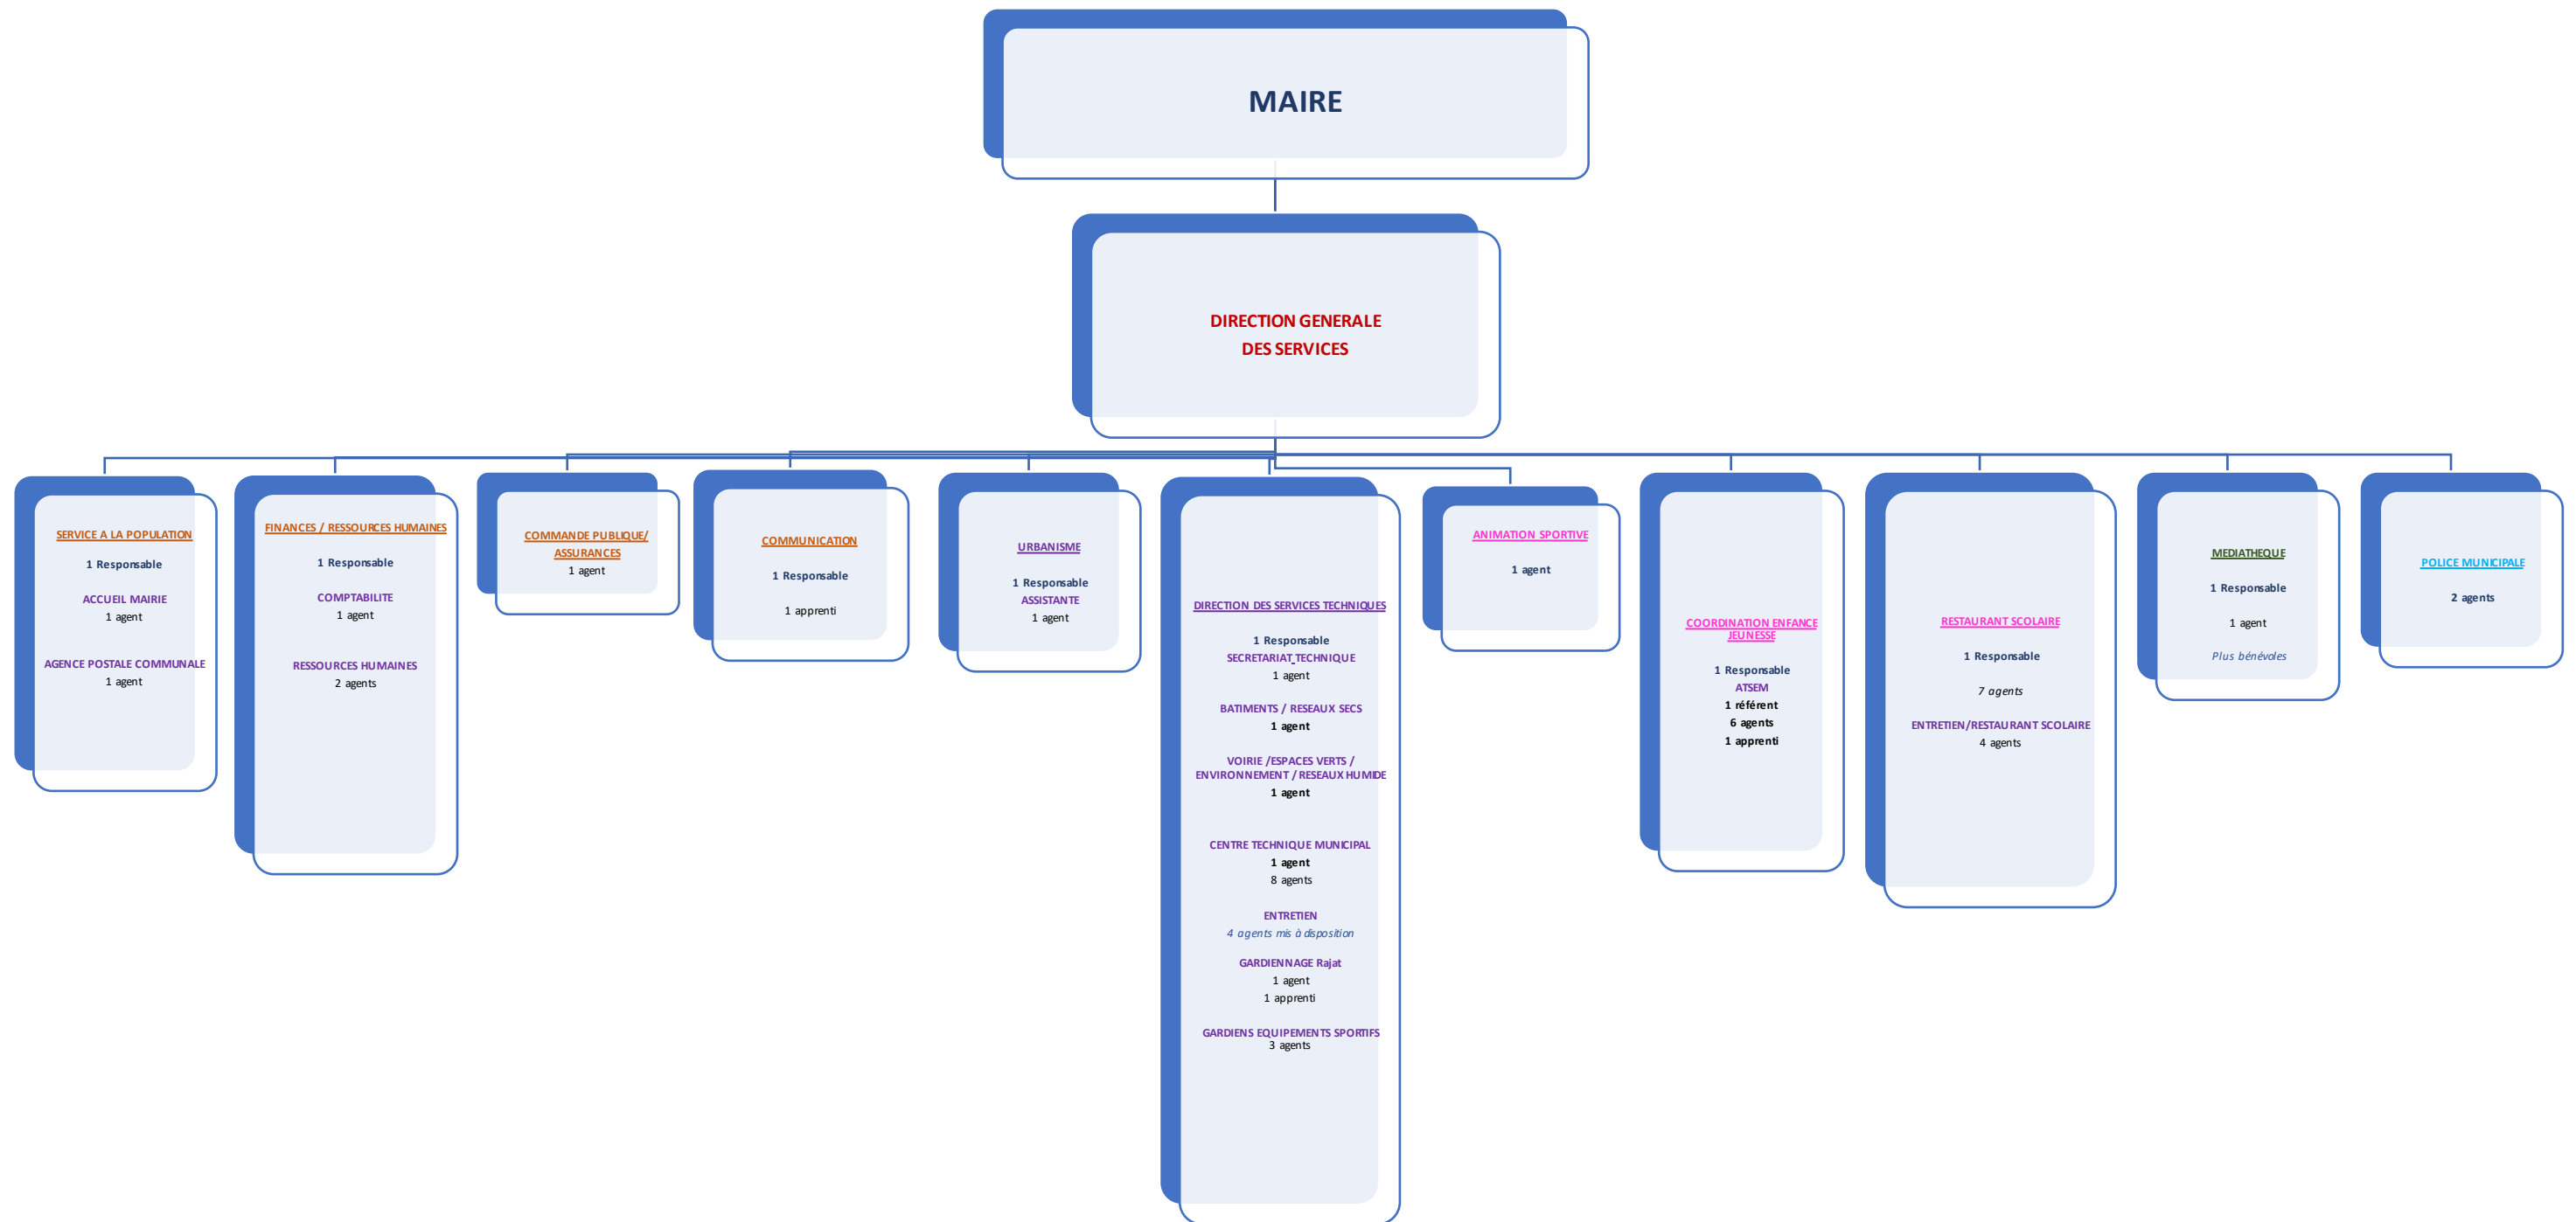 MAIRE
DIRECTION GENERALE
DES SERVICES
SERVICE A LA POPULATION
1 Responsable
ACCUEIL MAIRIE
1 agent
AGENCE POSTALE COMMUNALE
1 agent
FINANCES / RESSOURCES HUMAINES
1 Responsable
COMPTABILITE
1 agent
RESSOURCES HUMAINES
2 agents
COMMANDE PUBLIQUE/
ASSURANCES
1 agent
COMMUNICATION
1 Responsable
1 apprenti
URBANISME
1 Responsable
ASSISTANTE
1 agent
DIRECTION DES SERVICES TECHNIQUES
1 Responsable
SECRETARIAT TECHNIQUE
1 agent
BATIMENTS / RESEAUX SECS
1 agent
VOIRIE /ESPACES VERTS /
ENVIRONNEMENT / RESEAUX HUMIDE
1 agent
CENTRE TECHNIQUE MUNICIPAL
1 agent
8 agents
ENTRETIEN
4 agents mis à disposition
GARDIENNAGE Rajat
1 agent
1 apprenti
GARDIENS EQUIPEMENTS SPORTIFS
3 agents
ANIMATION SPORTIVE
1 agent
COORDINATION ENFANCE
JEUNESSE
1 Responsable
ATSEM
1 référent
6 agents
1 apprenti
RESTAURANT SCOLAIRE
1 Responsable
7 agents
ENTRETIEN/RESTAURANT SCOLAIRE
4 agents
MEDIATHEQUE
1 Responsable
1 agent
Plus bénévoles
POLICE MUNICIPALE
2 agents